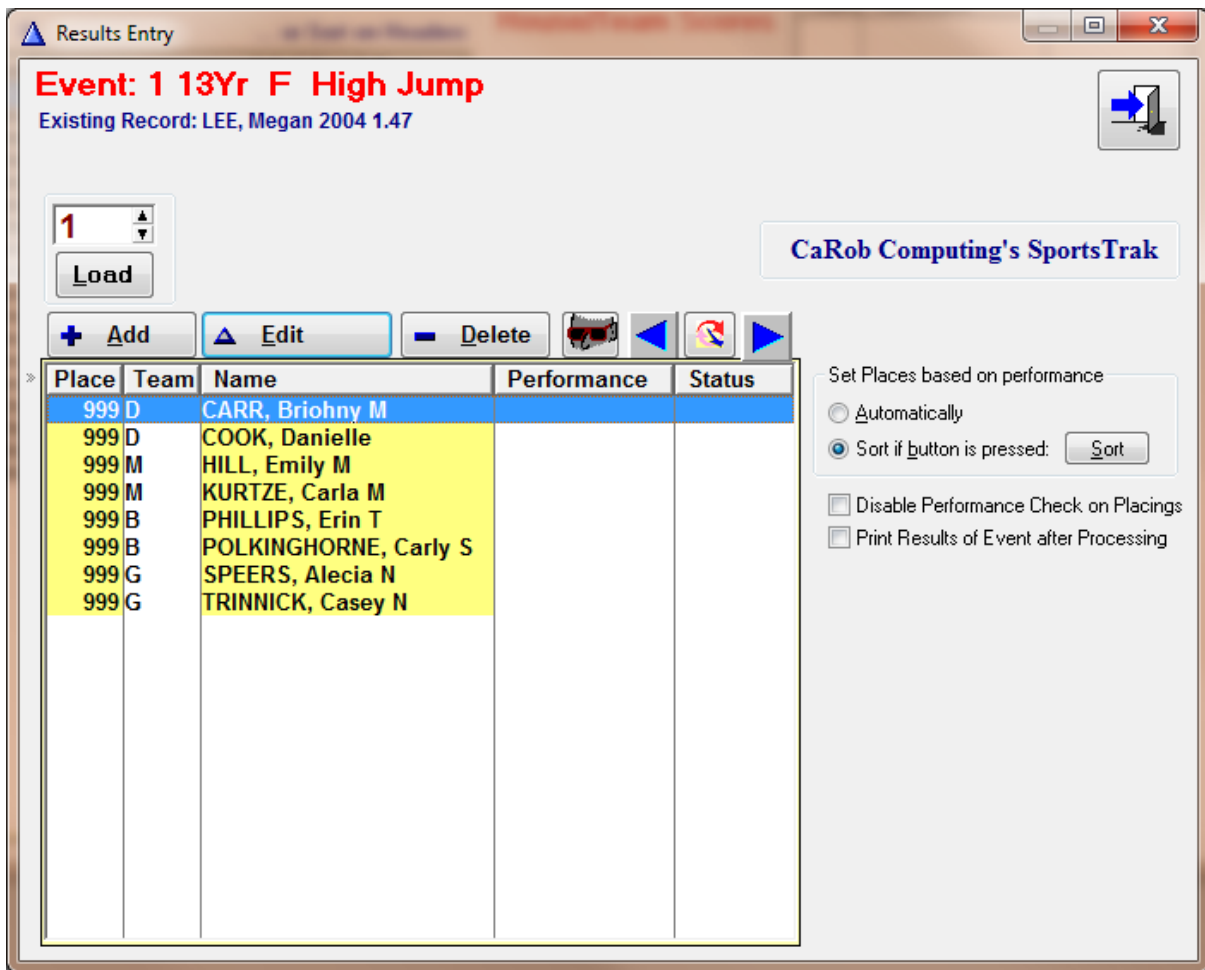 Results Entry
Event: 1 13Yr F High Jump
Existing Record: LEE, Megan 2004 1.47
1
Load
CaRob Computing's SportsTrak
Add Edit Delete
Place Team Name Performance Status
999 D CARR, Briohny M
999 D COOK, Danielle
999 M HILL, Emily M
999 M KURTZE, Carla M
999 B PHILLIPS, Erin T
999 B POLKINGHORNE, Carly S
999 G SPEERS, Alecia N
999 G TRINNICK, Casey N
Set Places based on performance
Automatically
Sort if button is pressed: Sort
Disable Performance Check on Placings
Print Results of Event after Processing